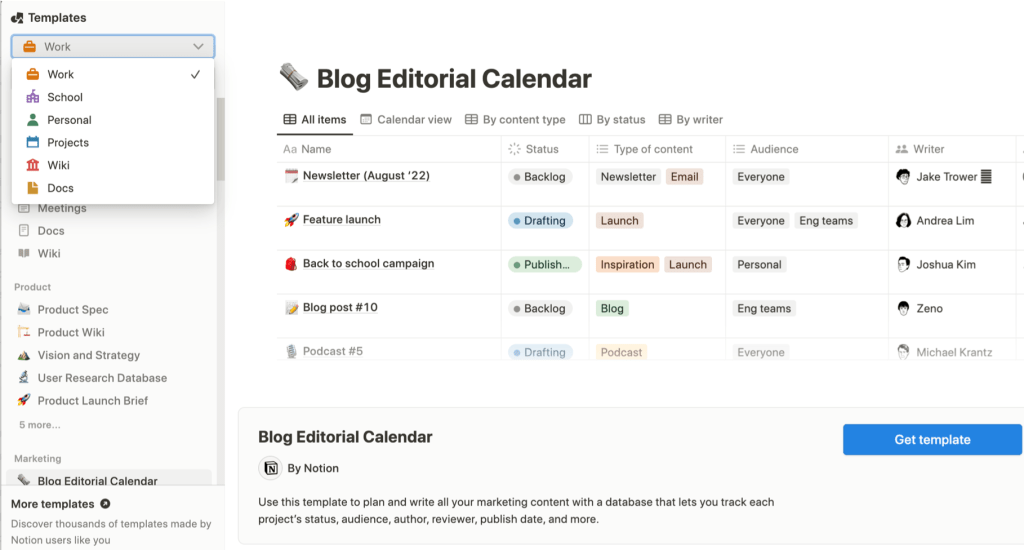 Templates
Work
Work
School
Personal
Projects
Wiki
Docs
Meetings
Docs
Wiki
Product
Product Spec
Product Wiki
Vision and Strategy
User Research Database
Product Launch Brief
5 more...
Marketing
Blog Editorial Calendar
More templates
Discover thousands of templates made by
Notion users like you
Blog Editorial Calendar
All items Calendar view By content type By status By writer
Aa Name Status Type of content Audience Writer
Newsletter (August ‘22) Backlog Newsletter Email Everyone Jake Trower
Feature launch Drafting Launch Everyone Eng teams Andrea Lim
Back to school campaign Publish... Inspiration Launch Personal Joshua Kim
Blog post #10 Backlog Blog Eng teams Zeno
Podcast #5 Drafting Podcast Everyone Michael Krantz
Blog Editorial Calendar
Get template
By Notion
Use this template to plan and write all your marketing content with a database that lets you track each
project’s status, audience, author, reviewer, publish date, and more.